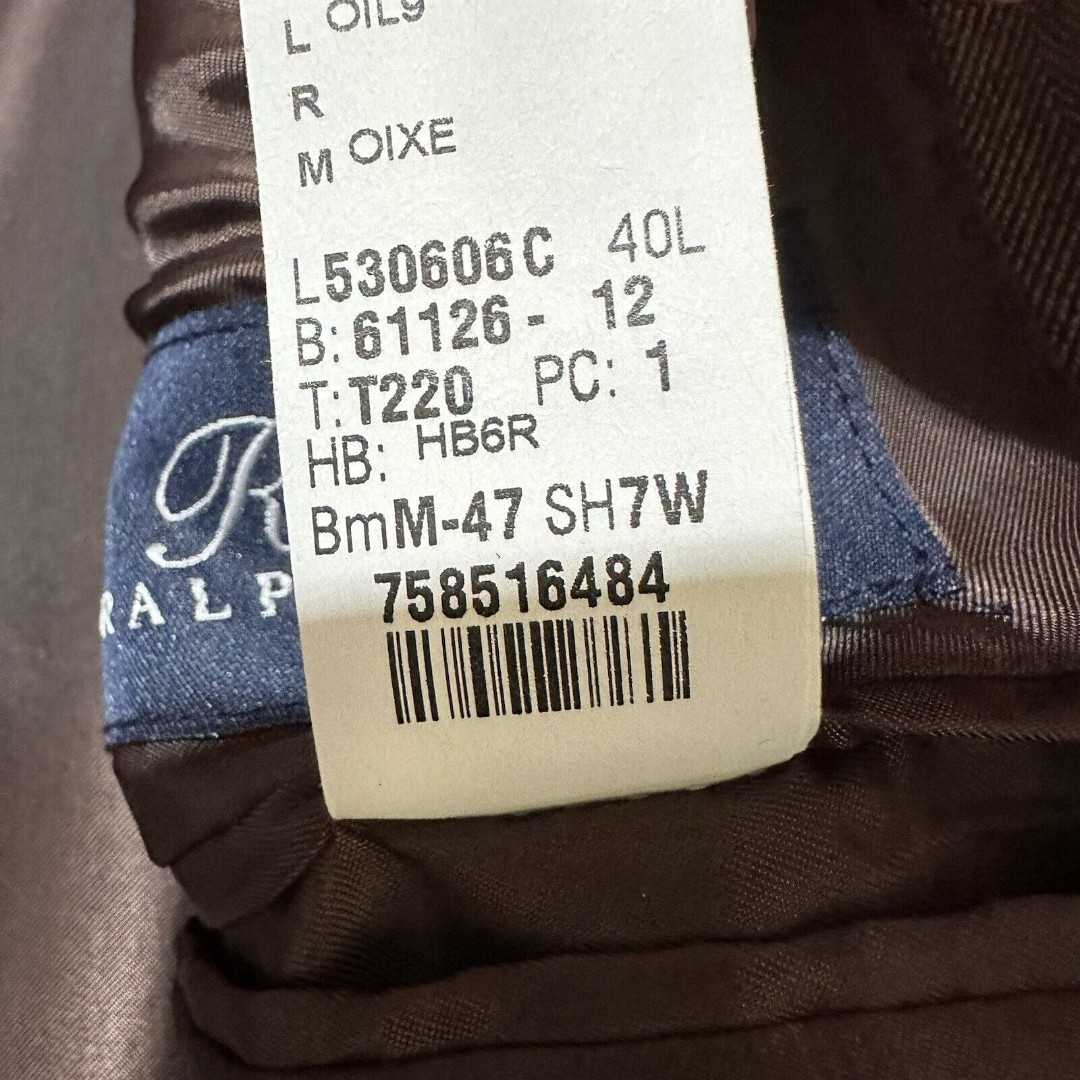 L OIL9
R
M OIXE
L530606C 40L
B: 61126 - 12
T: T220 PC: 1
HB: HB6R
BmM-47 SH7W
758516484
R
RALP